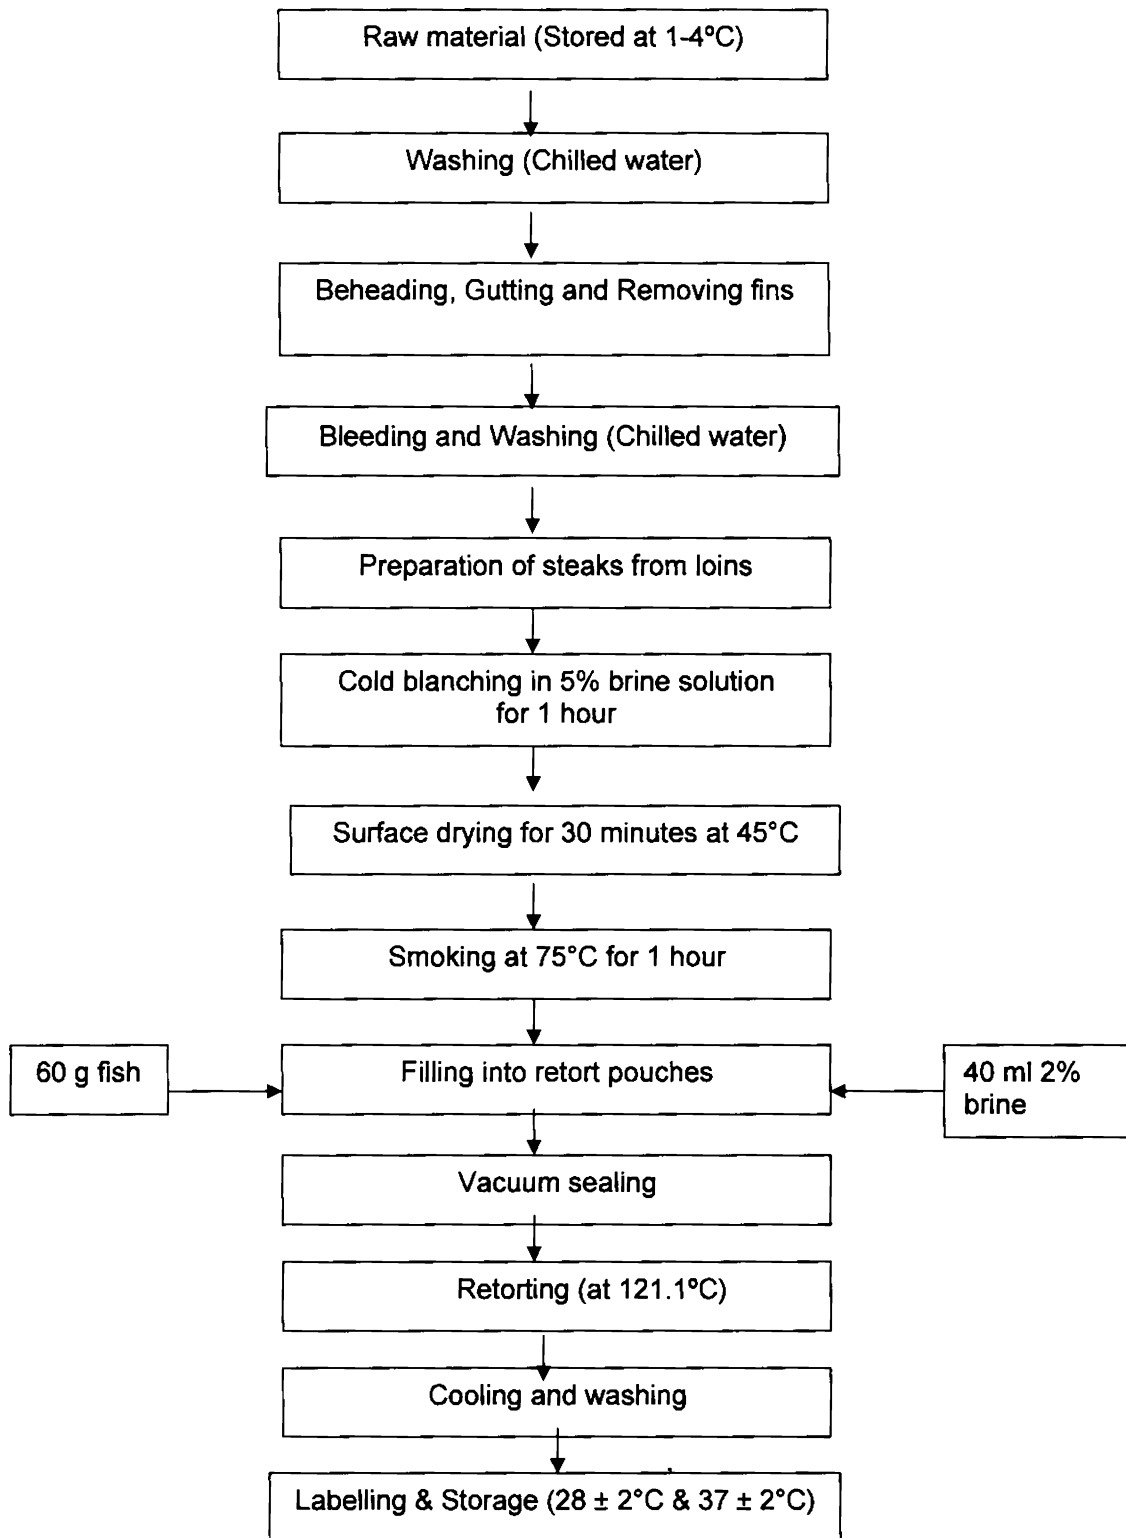 Raw material (Stored at 1-4ºC)
Washing (Chilled water)
Beheading, Gutting and Removing fins
Bleeding and Washing (Chilled water)
Preparation of steaks from loins
Cold blanching in 5% brine solution
for 1 hour
Surface drying for 30 minutes at 45°C
Smoking at 75°C for 1 hour
60 g fish
Filling into retort pouches
40 ml 2%
brine
Vacuum sealing
Retorting (at 121.1ºC)
Cooling and washing
Labelling & Storage (28 ± 2°C & 37 ± 2°C)